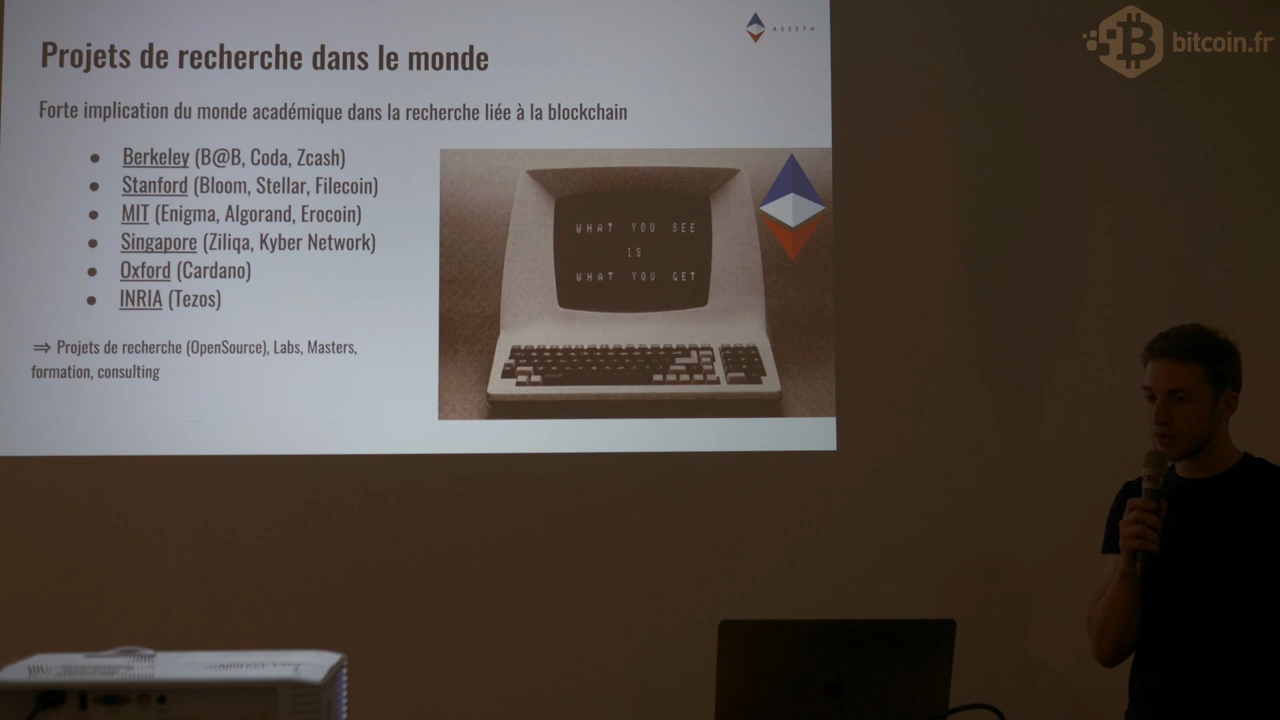 ASSETH
bitcoin.fr
Projets de recherche dans le monde
Forte implication du monde académique dans la recherche liée à la blockchain
● Berkeley (B@B, Coda, Zcash)
● Stanford (Bloom, Stellar, Filecoin)
● MIT (Enigma, Algorand, Erocoin)
● Singapore (Ziliqa, Kyber Network)
● Oxford (Cardano)
● INRIA (Tezos)
⇒ Projets de recherche (OpenSource), Labs, Masters,
formation, consulting
WHAT YOU SEE
IS
WHAT YOU GET